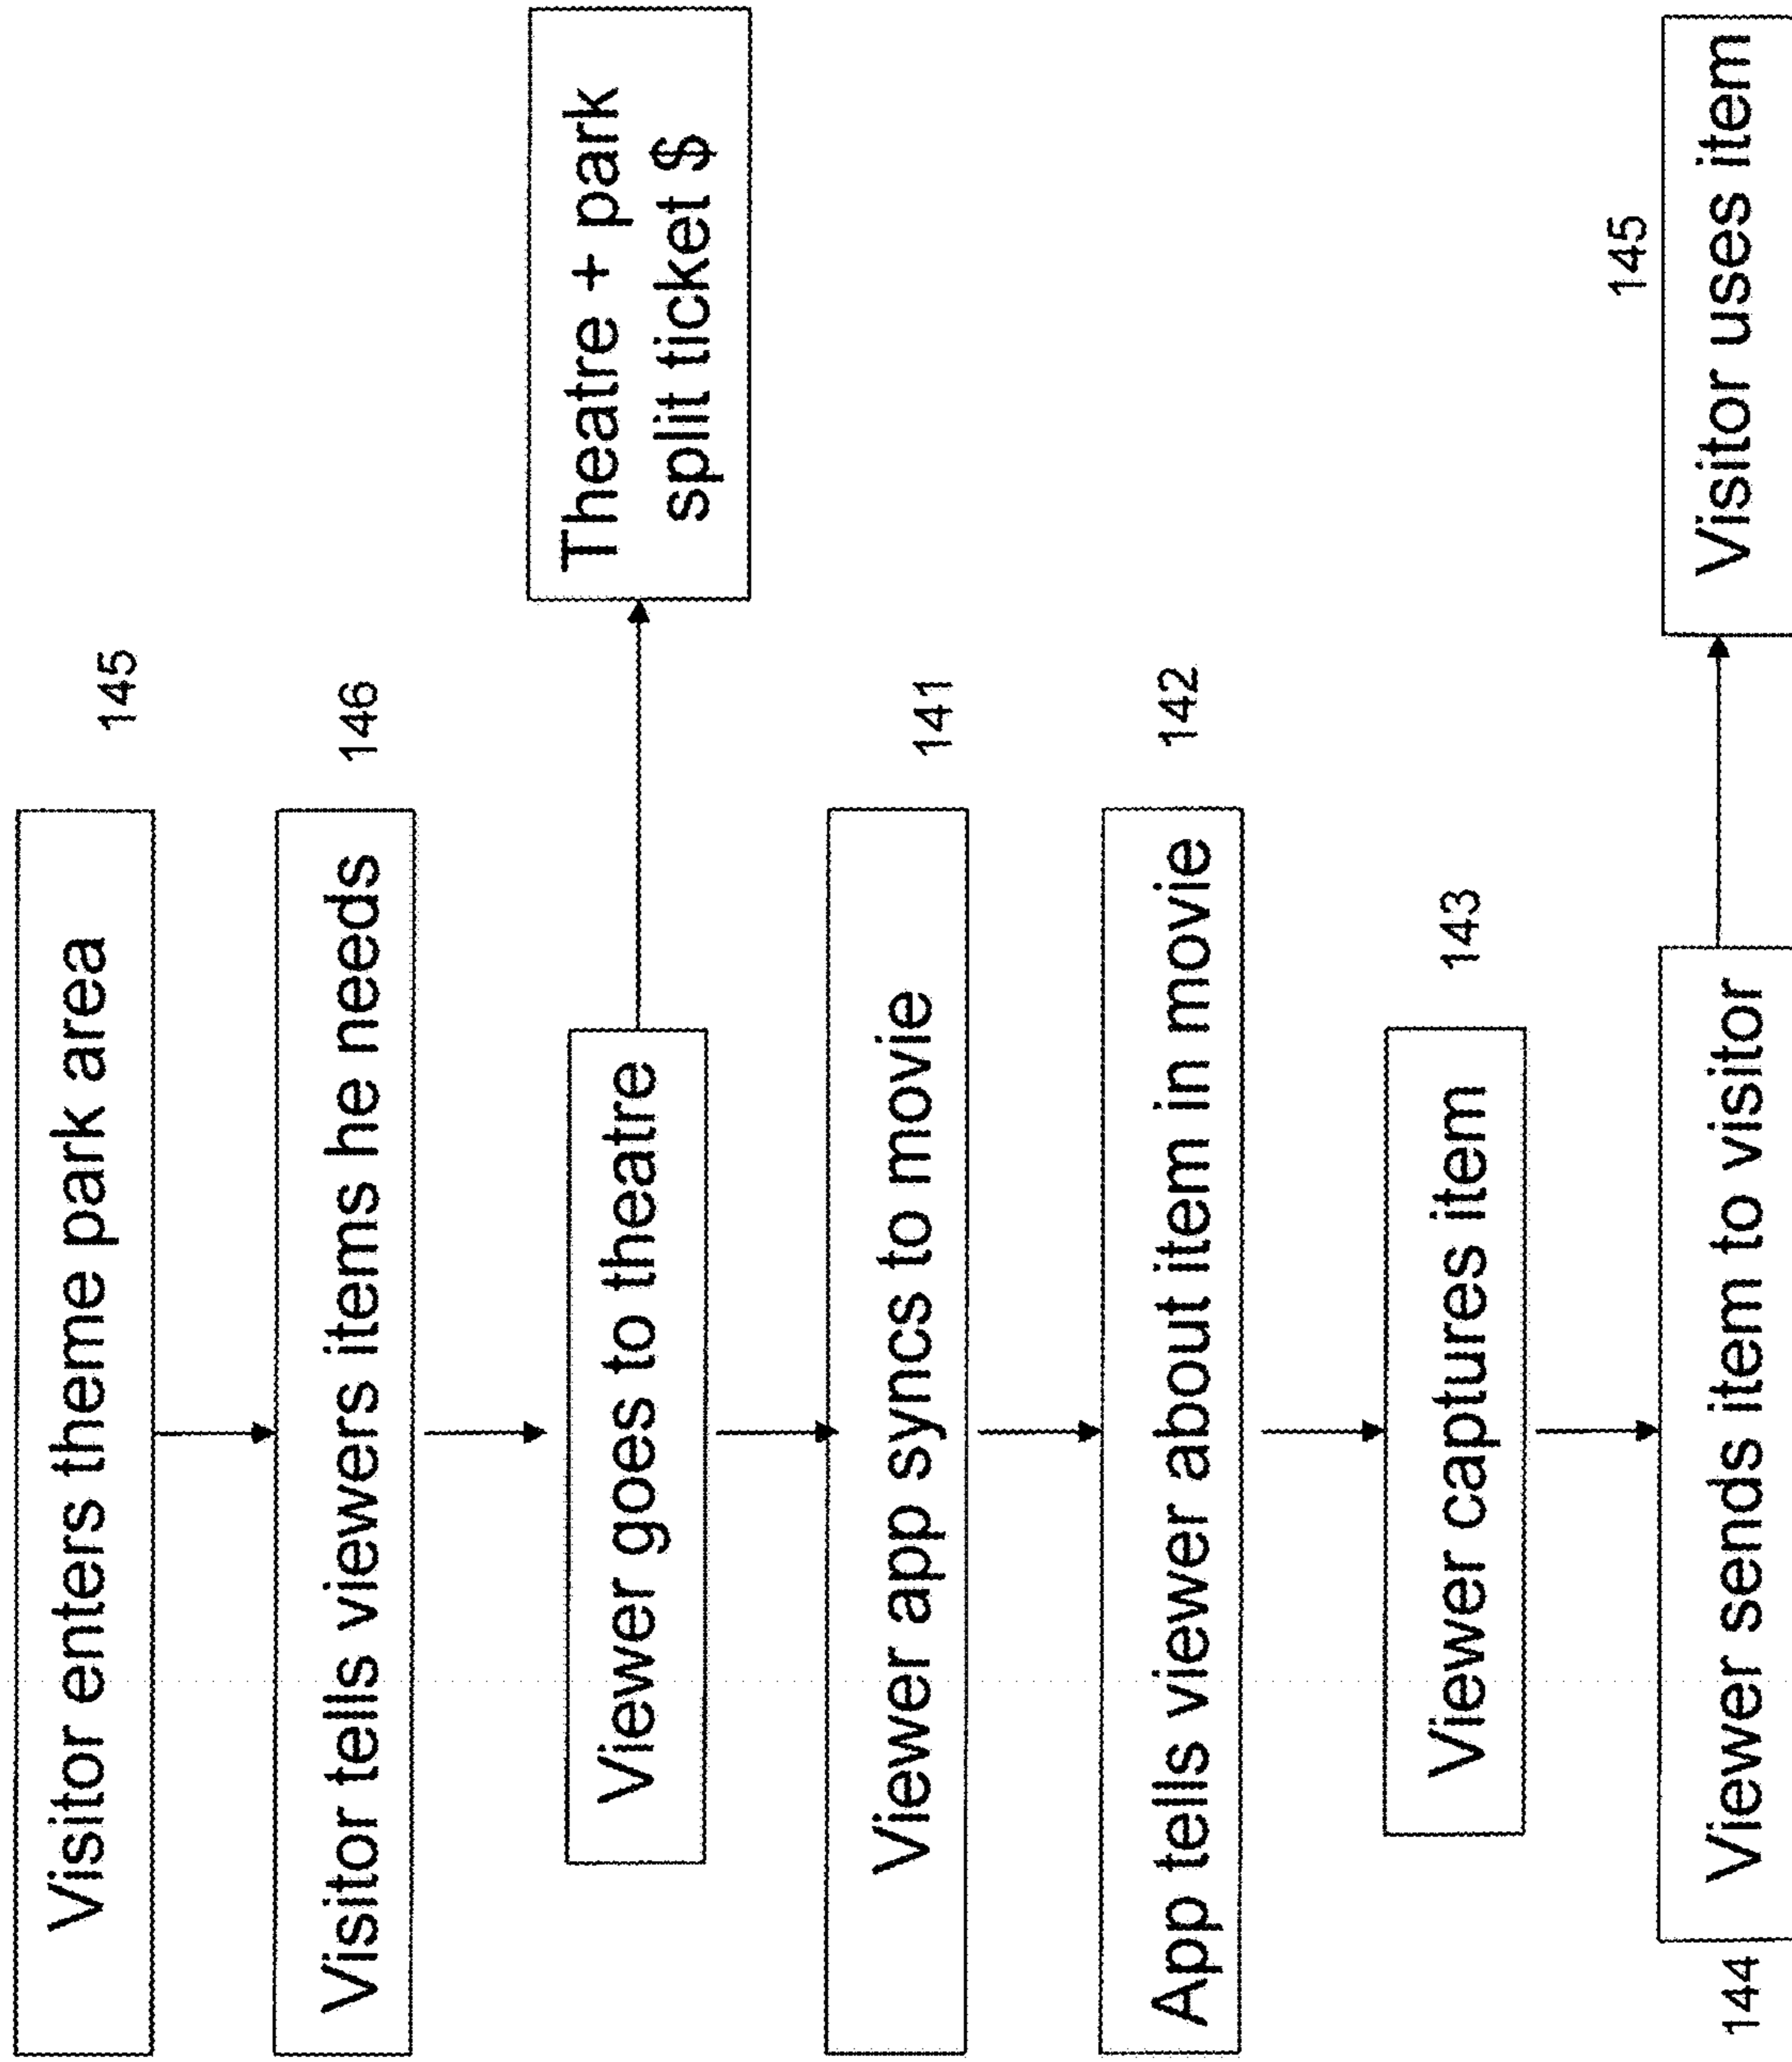 Visitor enters theme park area
145
Visitor tells viewers items he needs
146
Viewer goes to theatre
Theatre + park
split ticket $
Viewer app syncs to movie
141
App tells viewer about item in movie
142
Viewer captures item
143
144
Viewer sends item to visitor
145
Visitor uses item